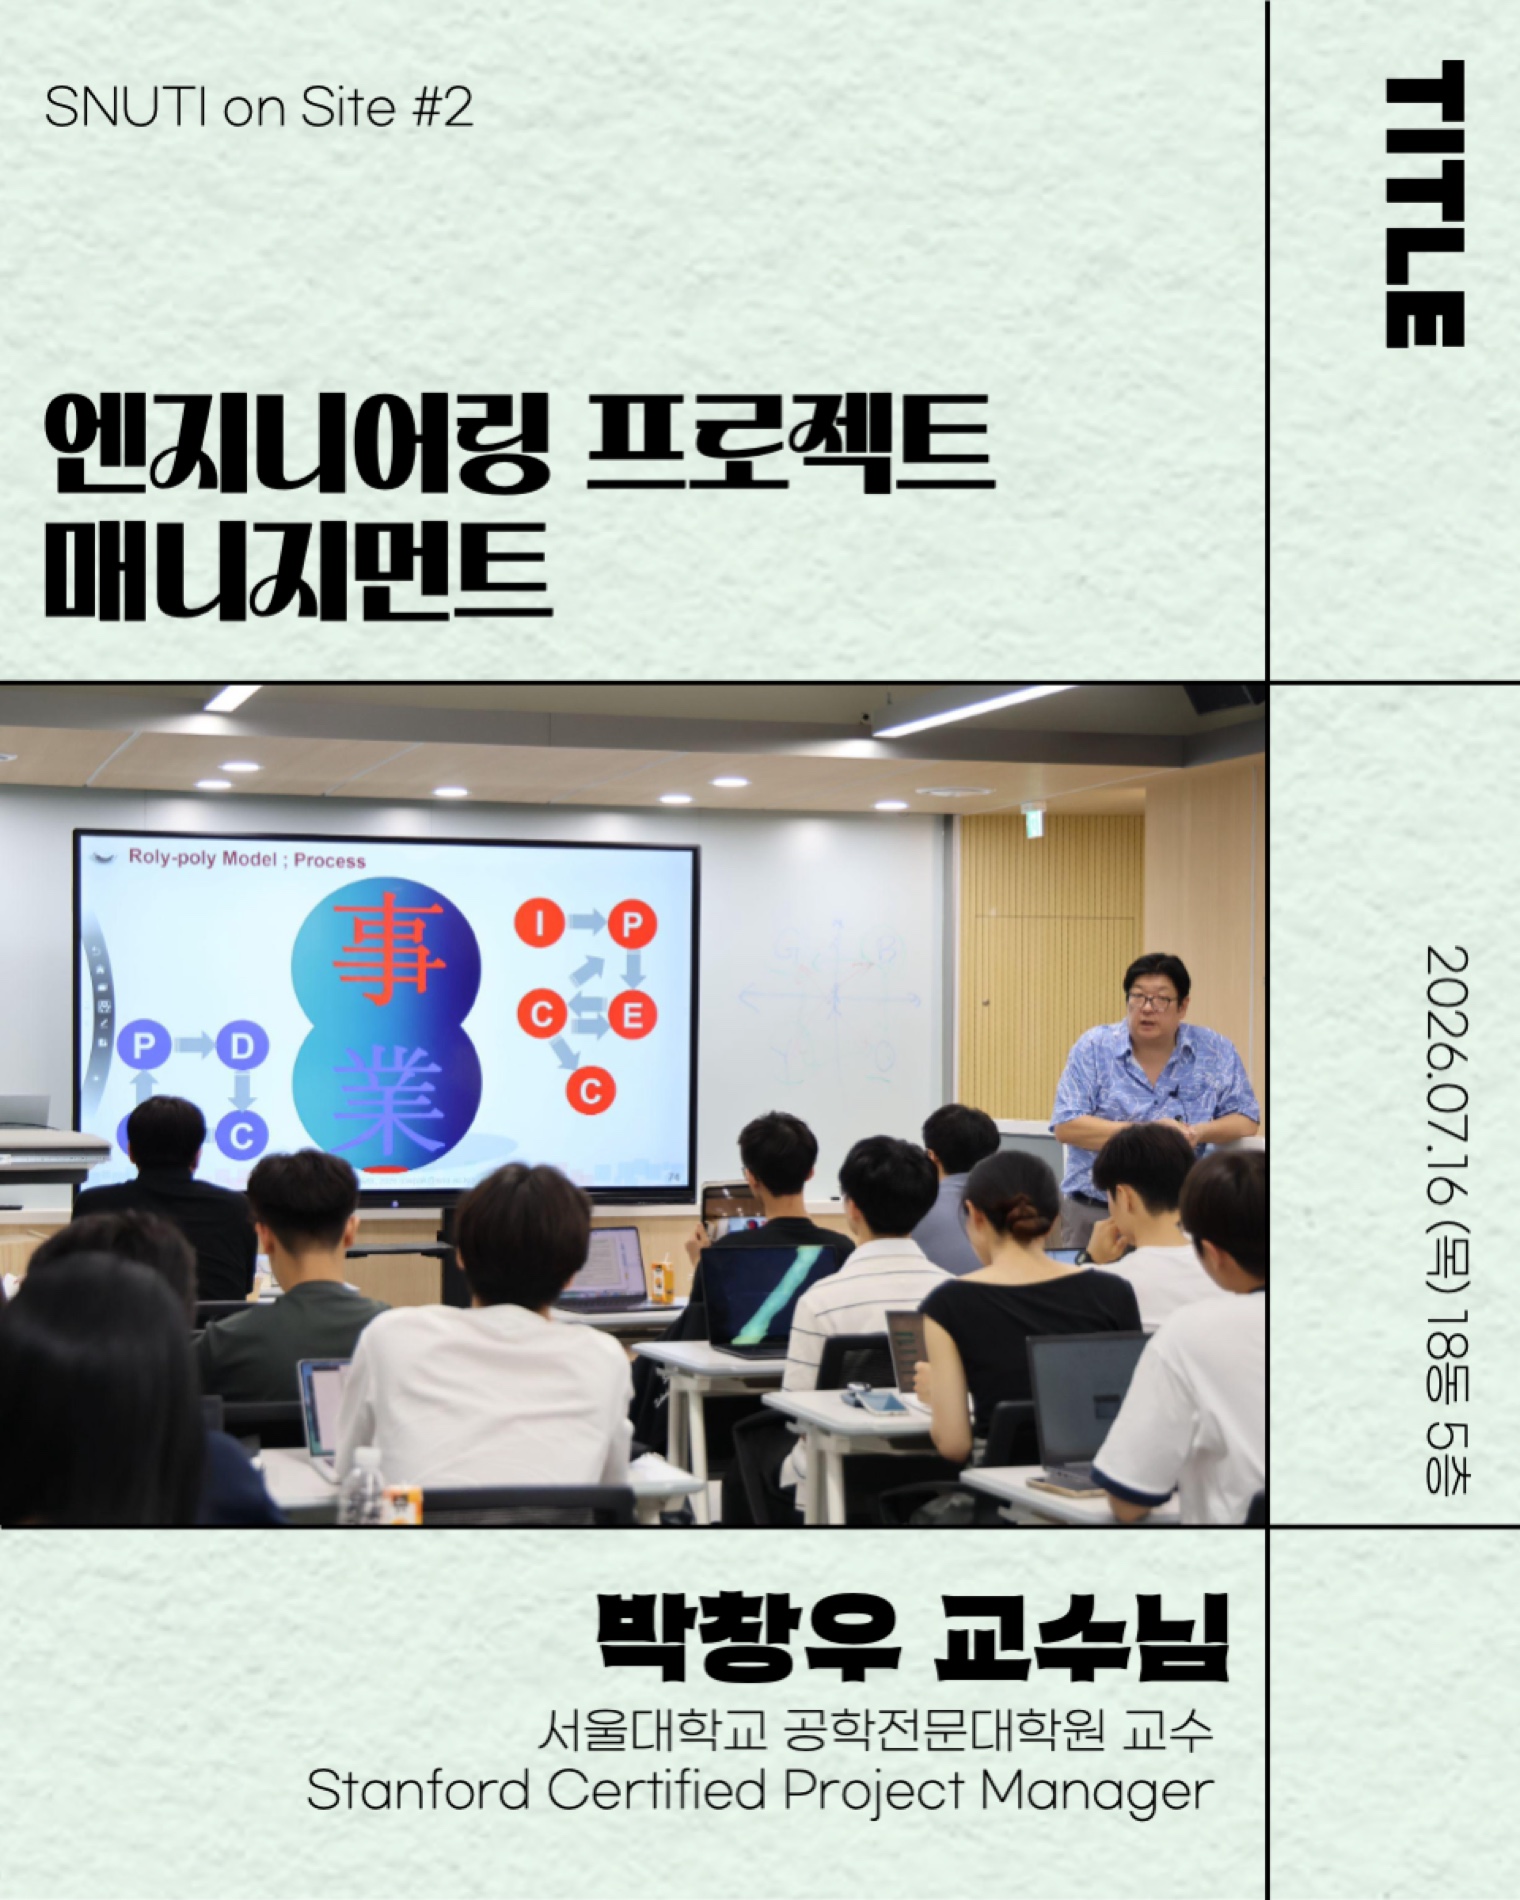 SNUTI on Site #2
TITLE
엔지니어링 프로젝트
매니지먼트
Roly-poly Model ; Process
事
業
I P
C E
C
P D
C
2026.07.16 (목) 18동 5층
박창우 교수님
서울대학교 공학전문대학원 교수
Stanford Certified Project Manager